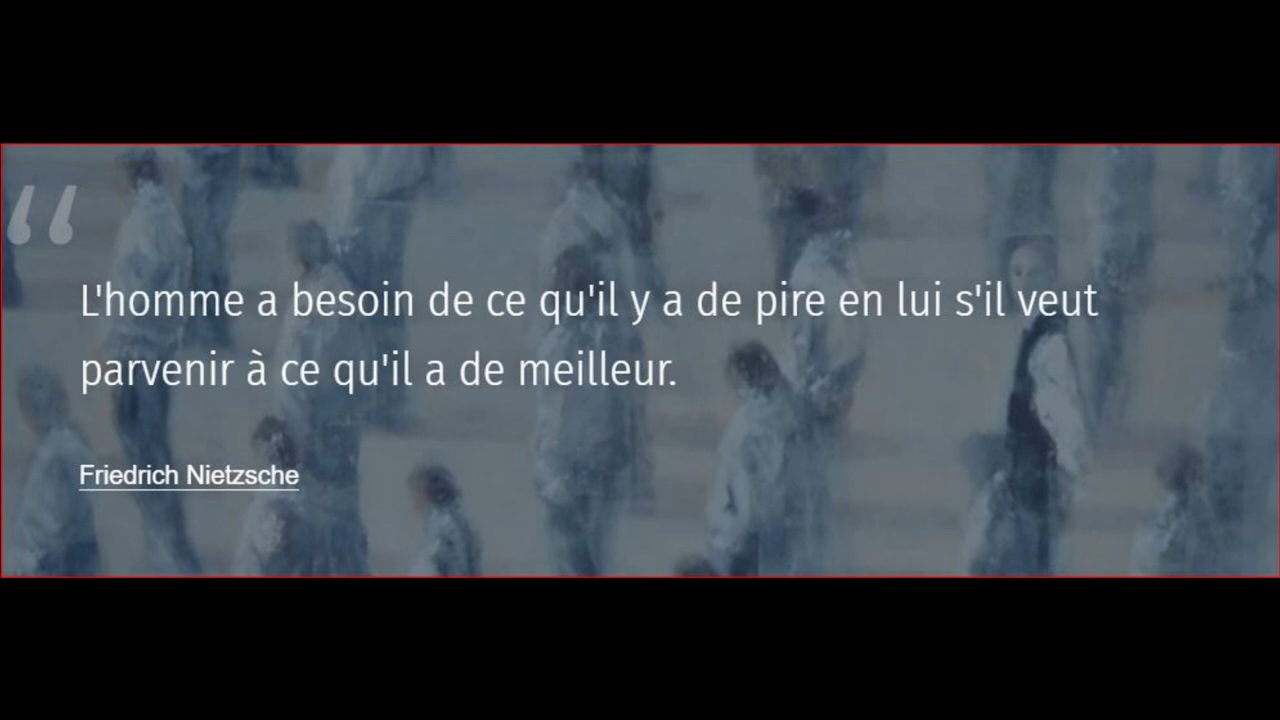 “
L'homme a besoin de ce qu'il y a de pire en lui s'il veut
parvenir à ce qu'il a de meilleur.
Friedrich Nietzsche